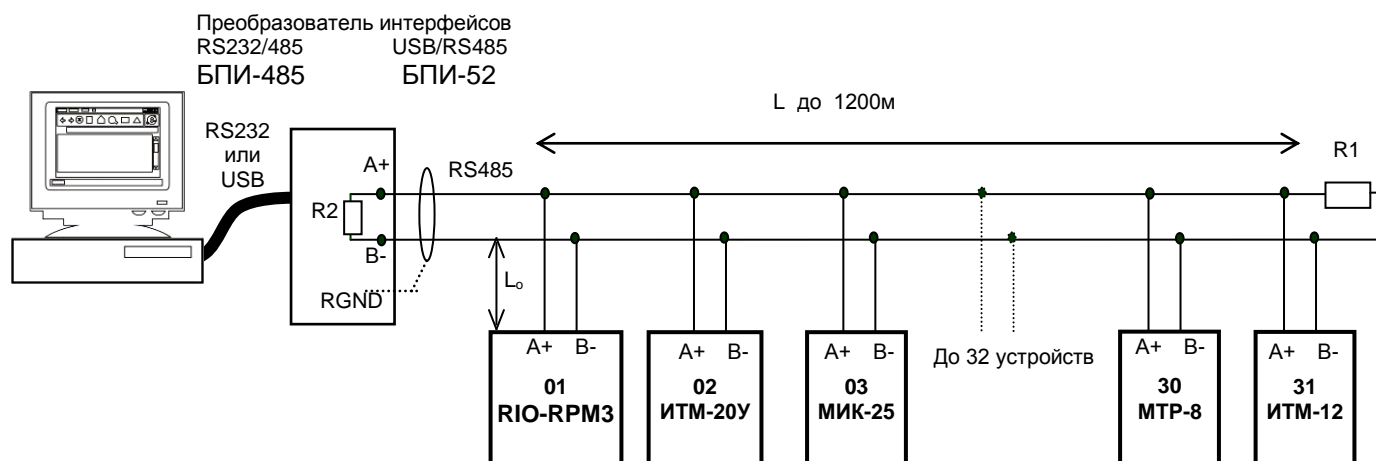 Преобразователь интерфейсов
RS232/485 USB/RS485
БПИ-485 БПИ-52
L до 1200м
RS232
или
USB
A+
RS485
R1
R2
B-
RGND
Lo
A+ B-
01
RIO-RPM3
A+ B-
02
ИТМ-20У
A+ B-
03
МИК-25
До 32 устройств
A+ B-
30
МТР-8
A+ B-
31
ИТМ-12